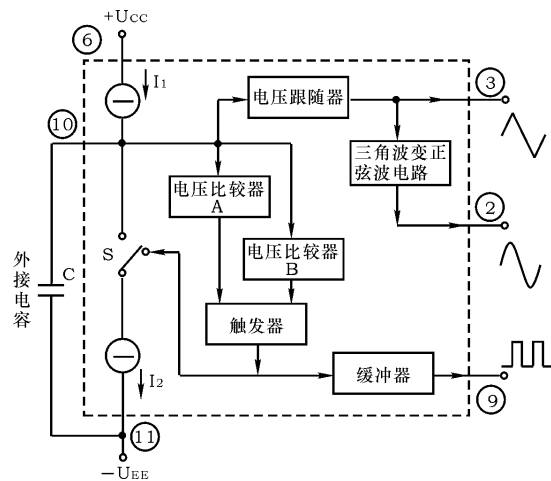 +UCC
6
I1
10
电压跟随器
3
三角波变正
弦波电路
电压比较器
A
2
S
电压比较器
B
外
接
电
容
C
触发器
I2
缓冲器
9
11
−UEE